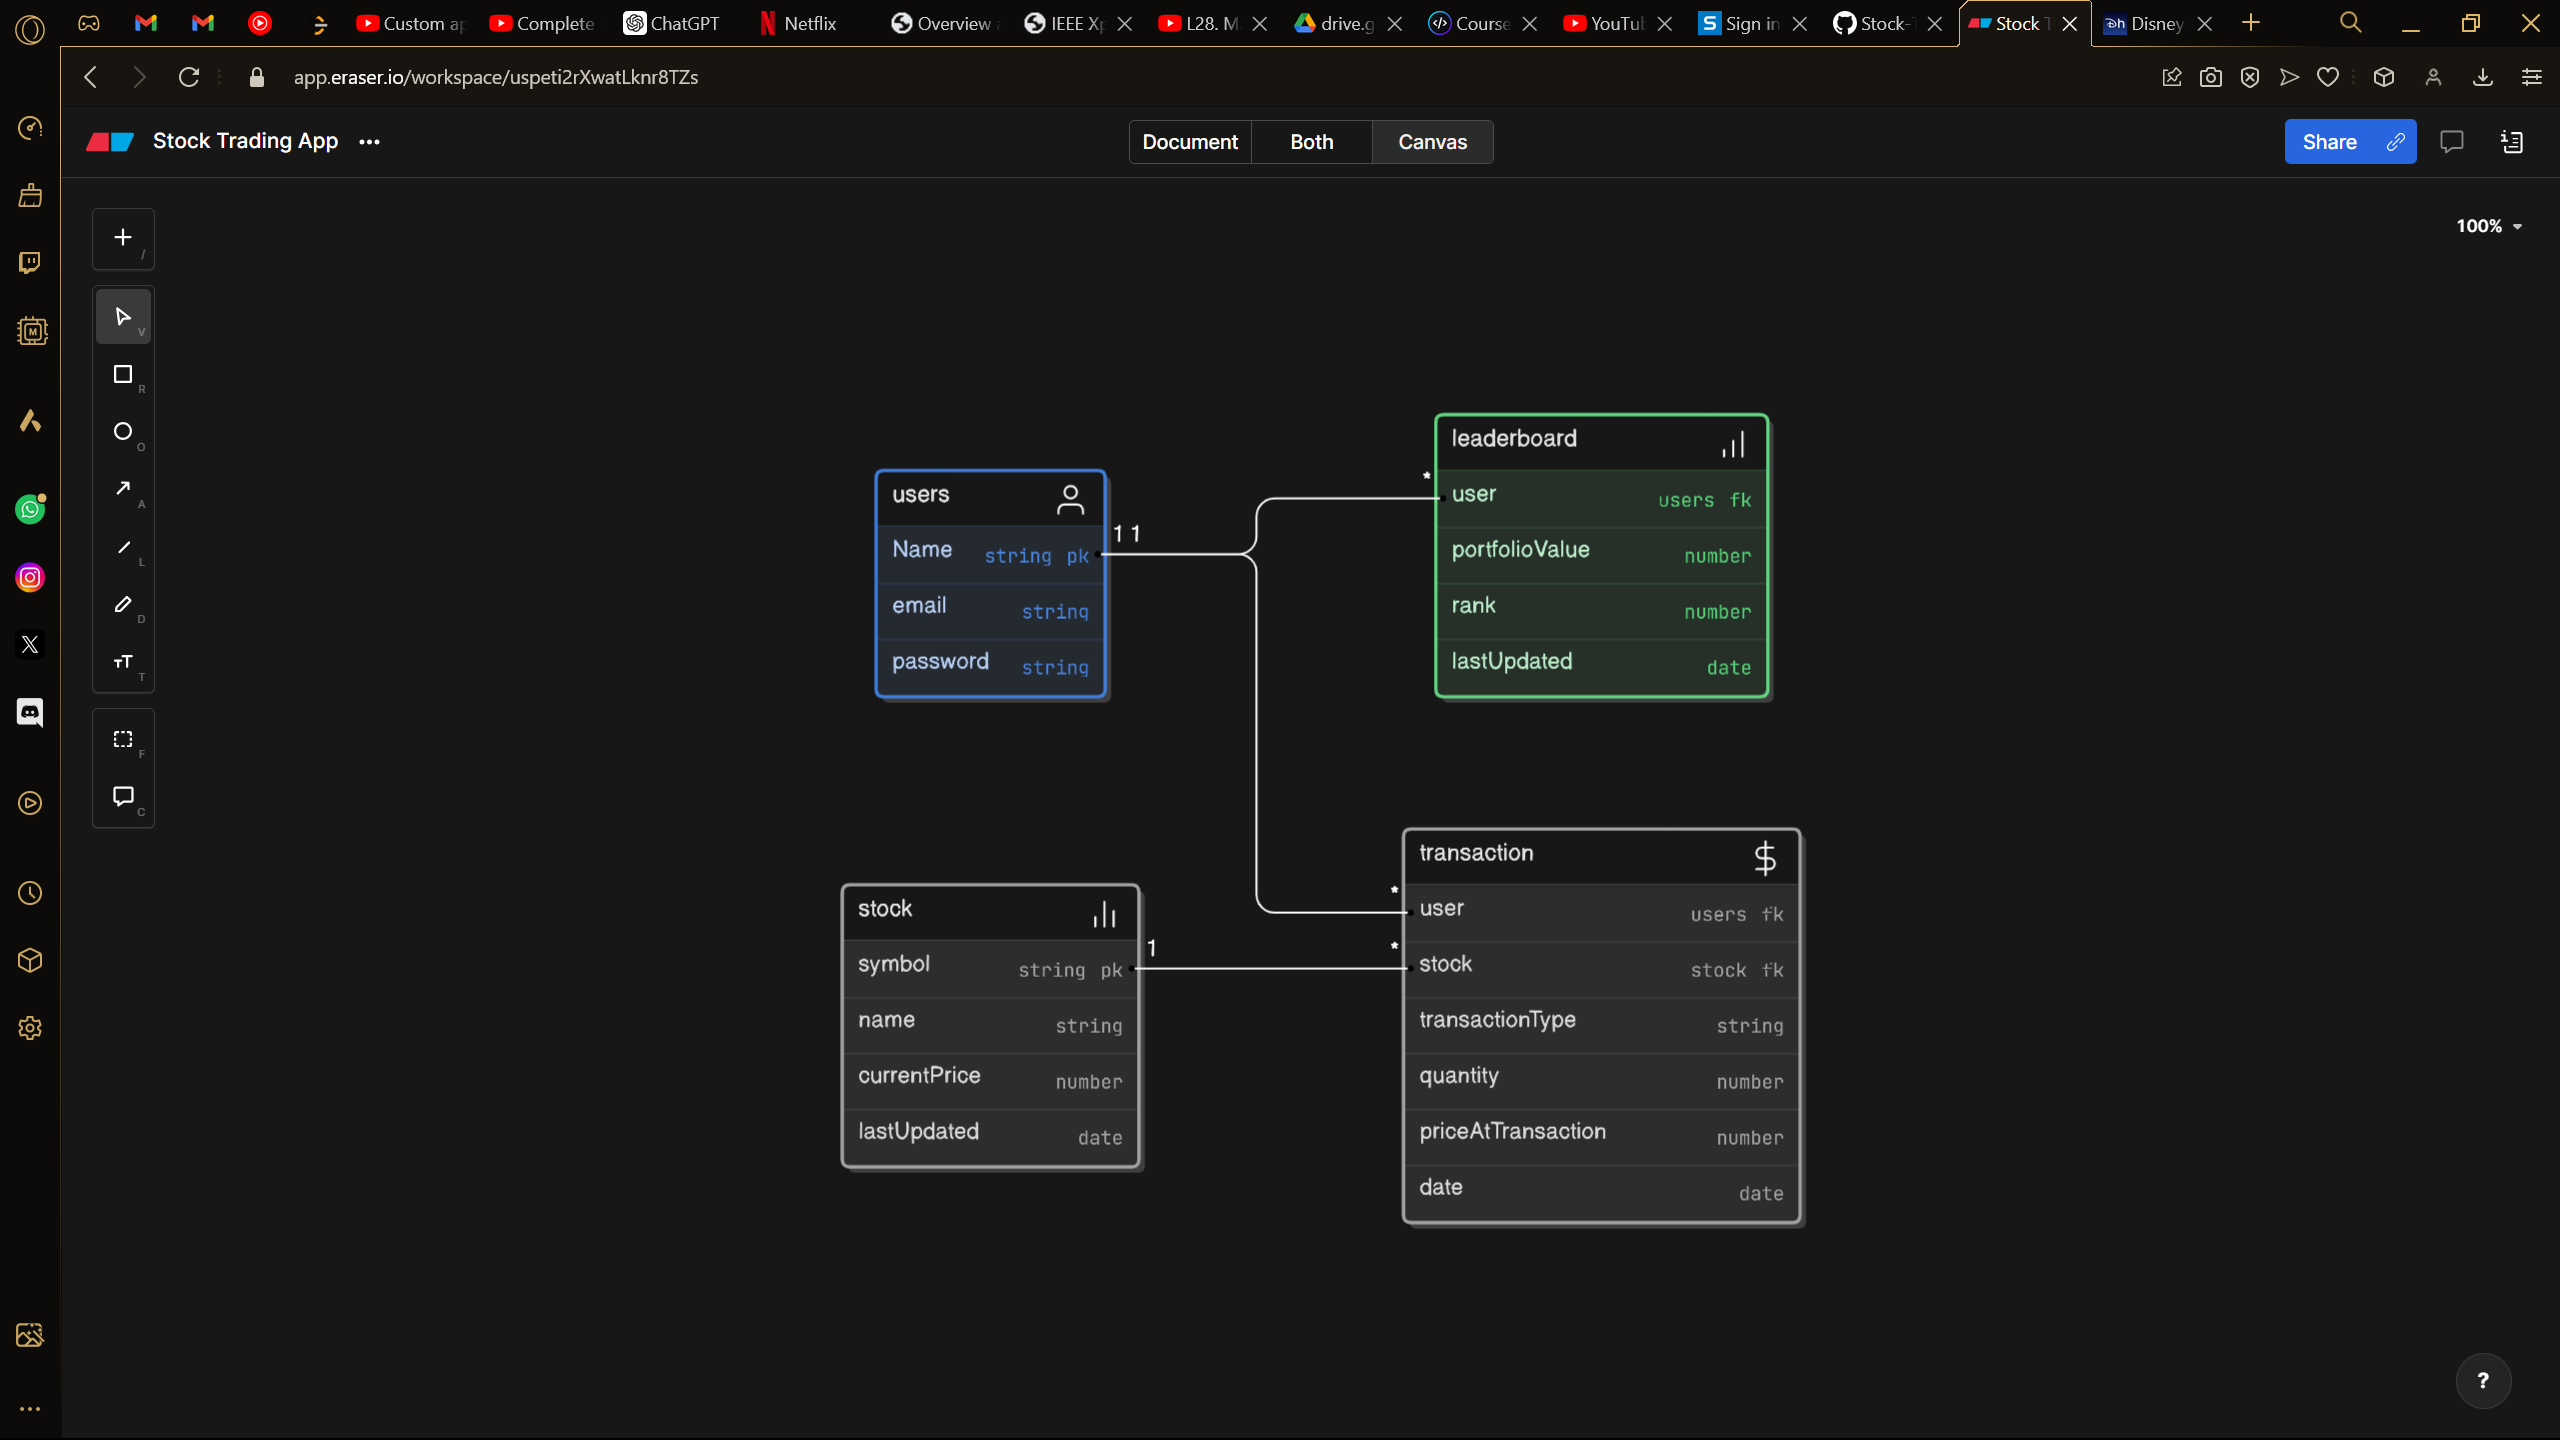 Custom
Complete
ChatGPT
Netflix
Overview
IEEE
L28.
drive.g
Course
Sign in
Stock-
Stock
Disney
app.eraser.io/workspace/uspeti2rXwatLknr8TZs
Stock Trading App
Document
Both
Canvas
Share
100%
/
V
R
O
A
L
D
T
F
C
users
Name string pk
email string
password string
1 1
leaderboard
*
user users fk
portfolioValue number
rank number
lastUpdated date
stock
symbol string pk
name string
currentPrice number
lastUpdated date
1
transaction
*
user users fk
*
stock stock fk
transactionType string
quantity number
priceAtTransaction number
date date
?